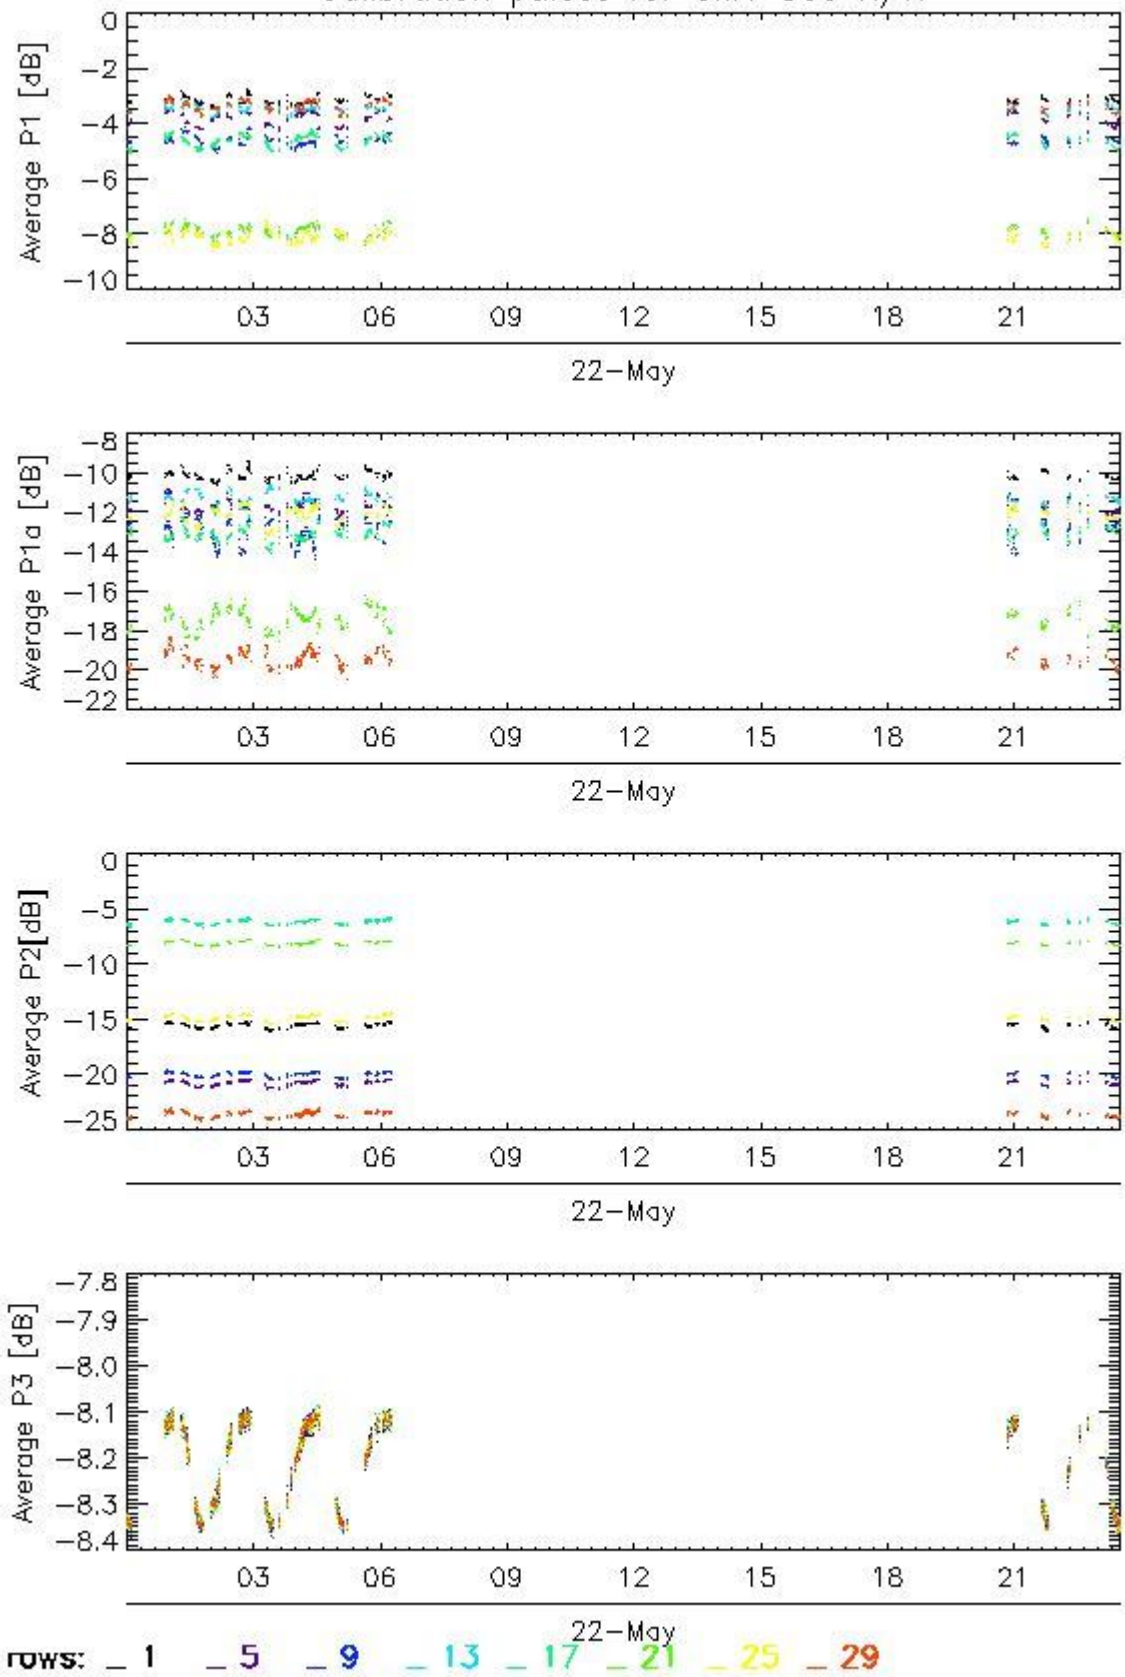 Average P1 [dB]
0
-2
-4
-6
-8
-10
03 06 09 12 15 18 21
22-May
Average P1a [dB]
-8
-10
-12
-14
-16
-18
-20
-22
03 06 09 12 15 18 21
22-May
Average P2[dB]
0
-5
-10
-15
-20
-25
03 06 09 12 15 18 21
22-May
Average P3 [dB]
-7.8
-7.9
-8.0
-8.1
-8.2
-8.3
-8.4
03 06 09 12 15 18 21
22-May
rows: _ 1 _ 5 _ 9 _ 13 _ 17 _ 21 _ 25 _ 29